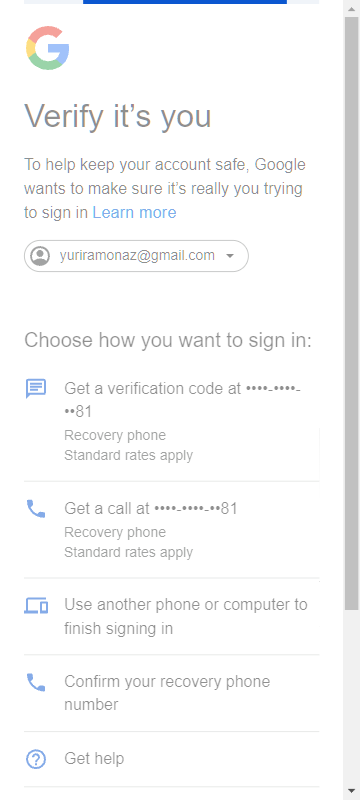 Verify it’s you
To help keep your account safe, Google
wants to make sure it’s really you trying
to sign in Learn more
yuriramonaz@gmail.com
Choose how you want to sign in:
Get a verification code at ••••-••••-
••81
Recovery phone
Standard rates apply
Get a call at ••••-••••-••81
Recovery phone
Standard rates apply
Use another phone or computer to
finish signing in
Confirm your recovery phone
number
Get help